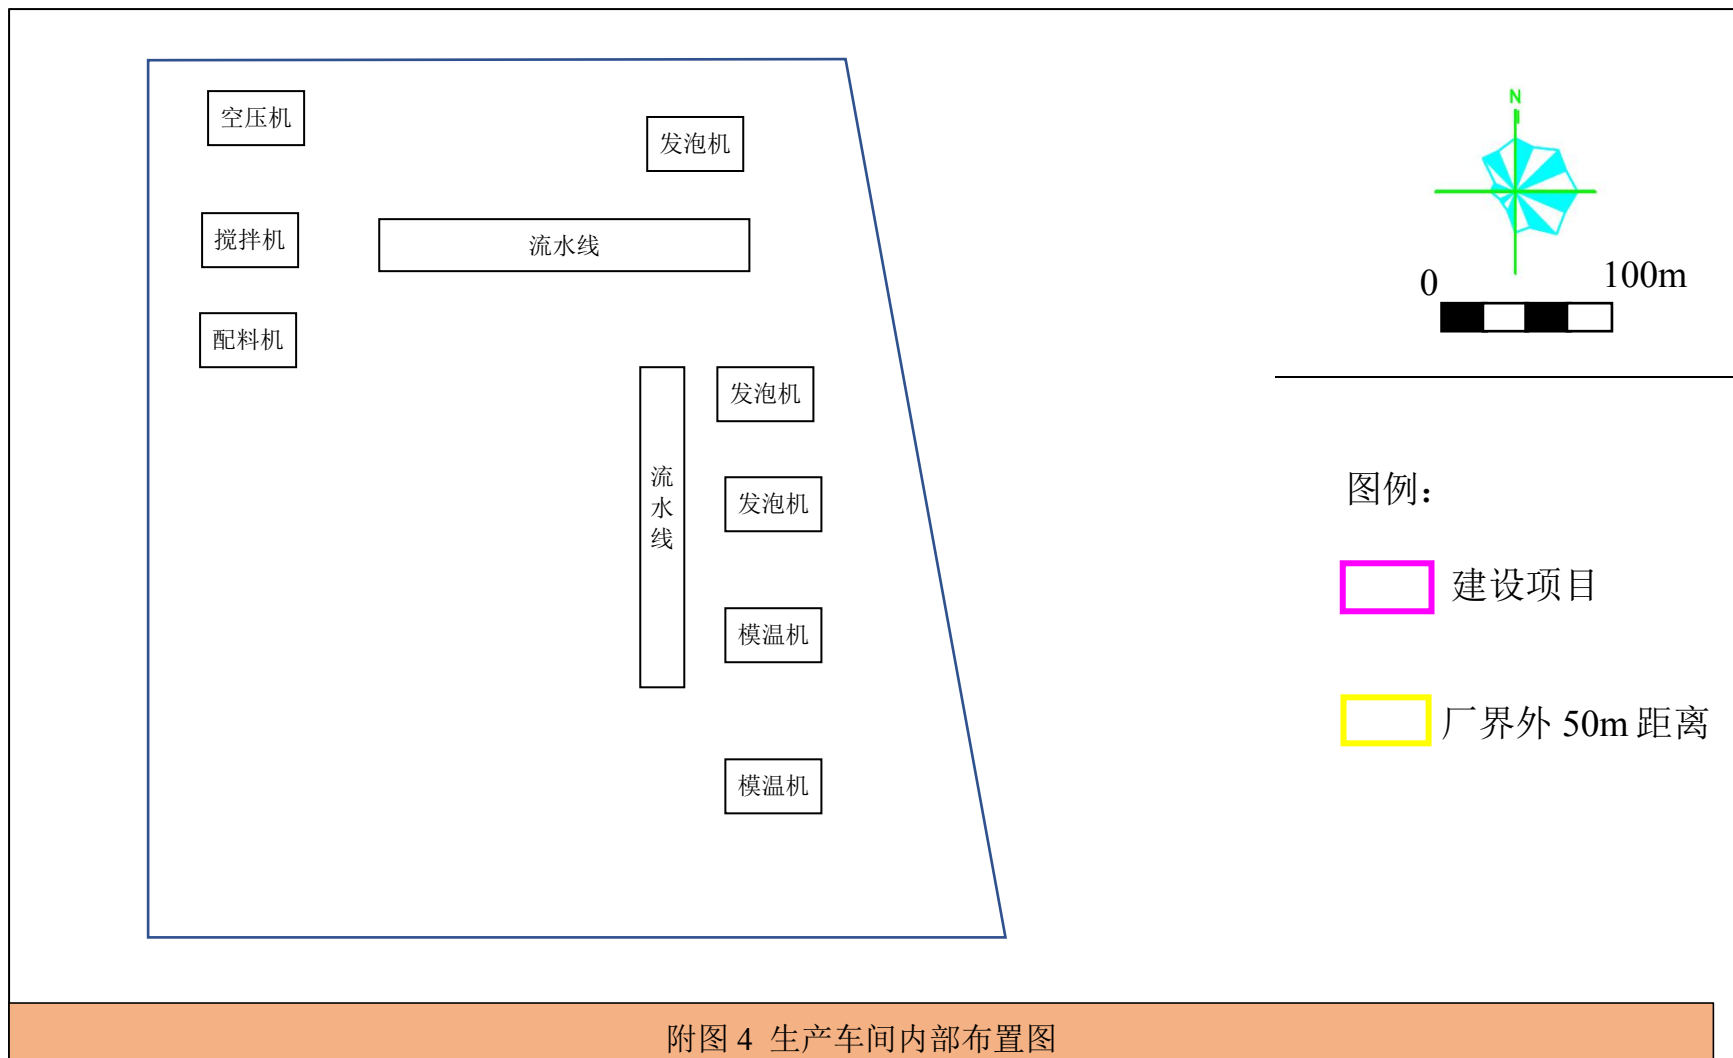 空压机
发泡机
搅拌机
流水线
配料机
发泡机
流水线
发泡机
模温机
模温机
N
0
100m
图例：
建设项目
厂界外 50m 距离
附图 4 生产车间内部布置图